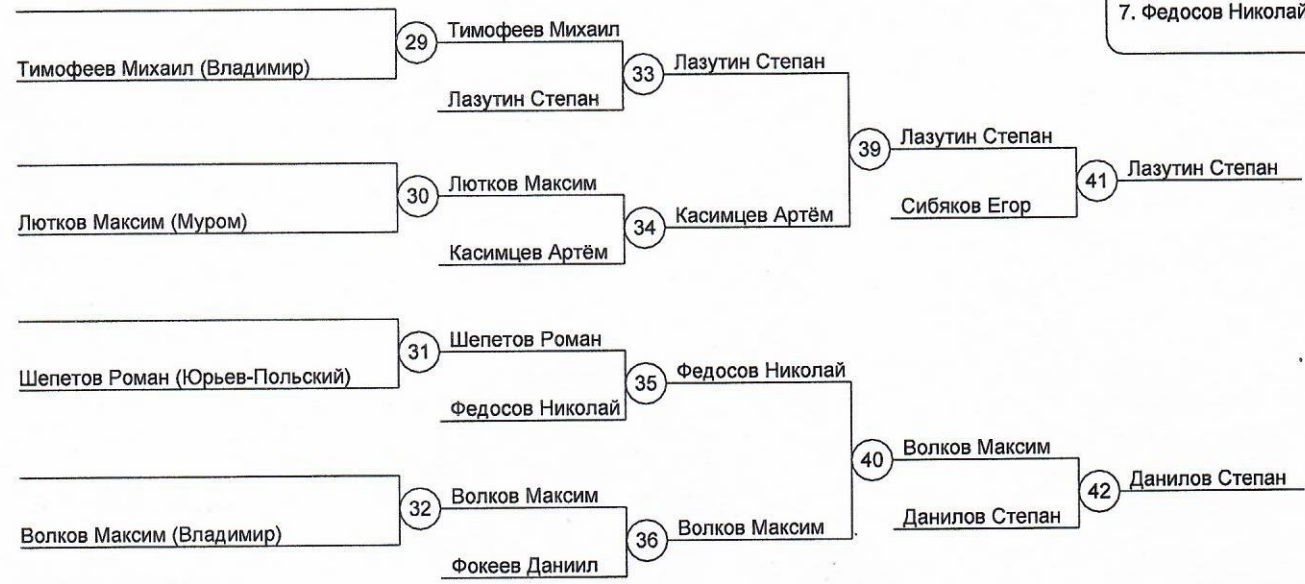 7. Федосов Николай
29
Тимофеев Михаил
Тимофеев Михаил (Владимир)
33
Лазутин Степан
Лазутин Степан
39
Лазутин Степан
41
Лазутин Степан
30
Лютков Максим
Лютков Максим (Муром)
34
Касимцев Артём
Сибяков Егор
Касимцев Артём
31
Шепетов Роман
Шепетов Роман (Юрьев-Польский)
35
Федосов Николай
Федосов Николай
40
Волков Максим
42
Данилов Степан
32
Волков Максим
Волков Максим (Владимир)
36
Волков Максим
Данилов Степан
Фокеев Даниил